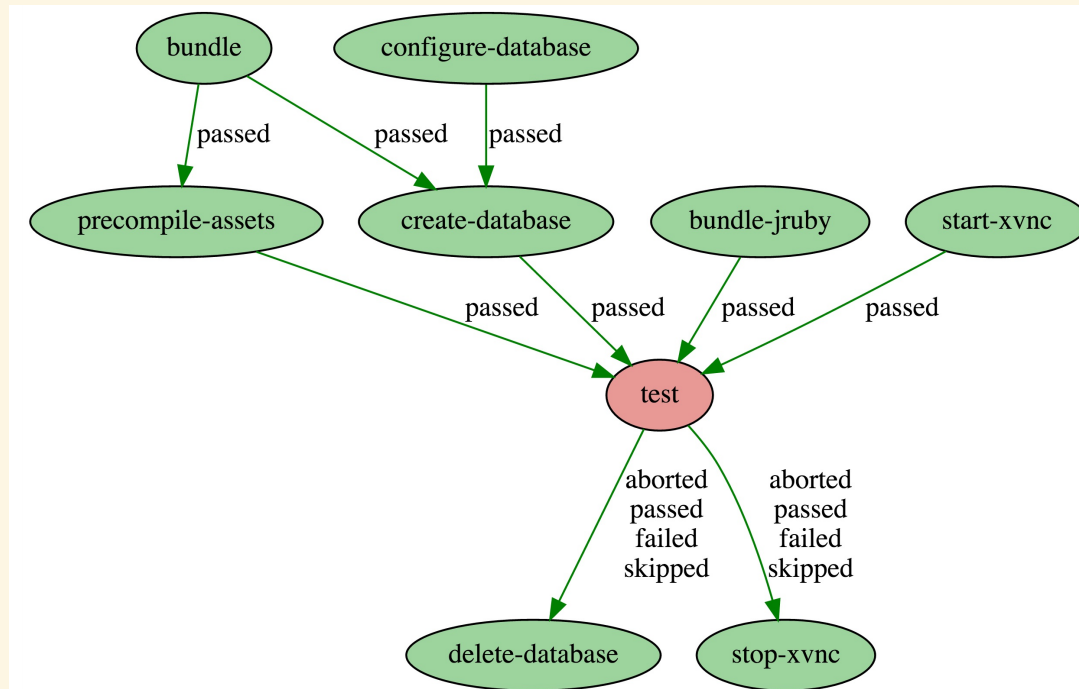 bundle
configure-database
passed
passed
passed
precompile-assets
create-database
bundle-jruby
start-xvnc
passed
passed
passed
passed
test
aborted
passed
failed
skipped
aborted
passed
failed
skipped
delete-database
stop-xvnc